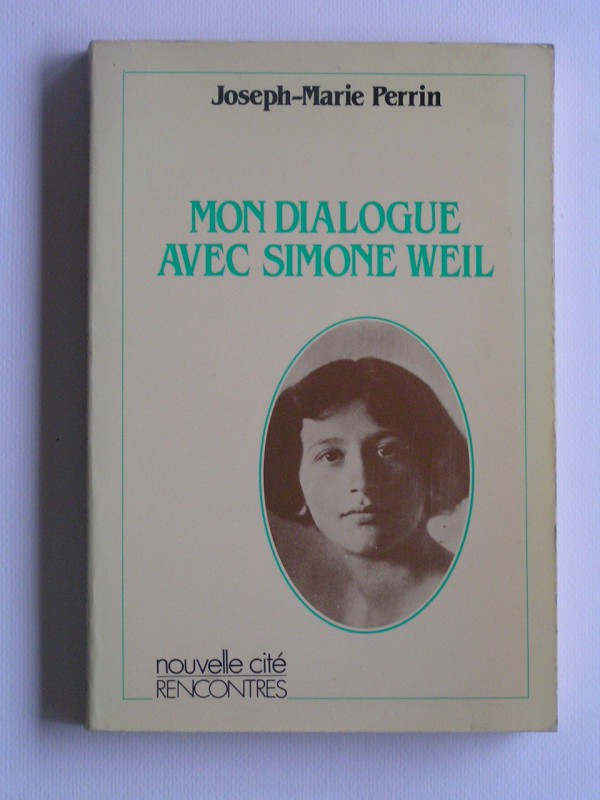 Joseph-Marie Perrin
MON DIALOGUE
AVEC SIMONE WEIL
nouvelle cité
RENCONTRES